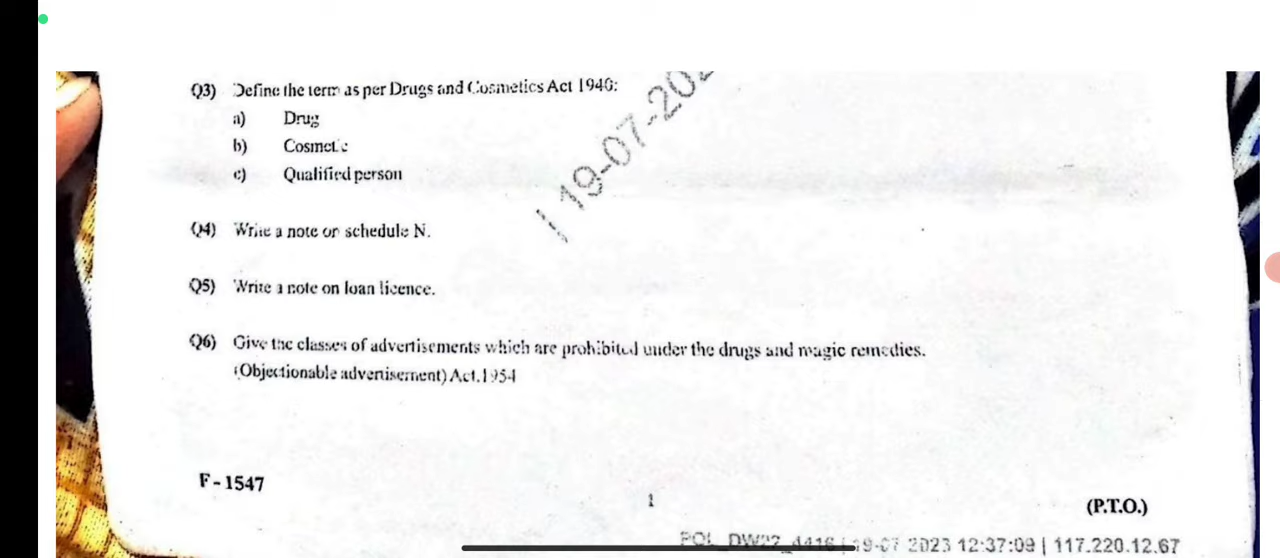 Q3) Define the term as per Drugs and Cosmetics Act 1940:
a) Drug
b) Cosmetic
c) Qualified person
Q4) Write a note on schedule N.
Q5) Write a note on loan licence.
Q6) Give the classes of advertisements which are prohibited under the drugs and magic remedies.
(Objectionable advertisement) Act.1954
F-1547
1
(P.T.O.)
| 19-07-202
19-07 2023 12:37:09 | 117.220.12.67